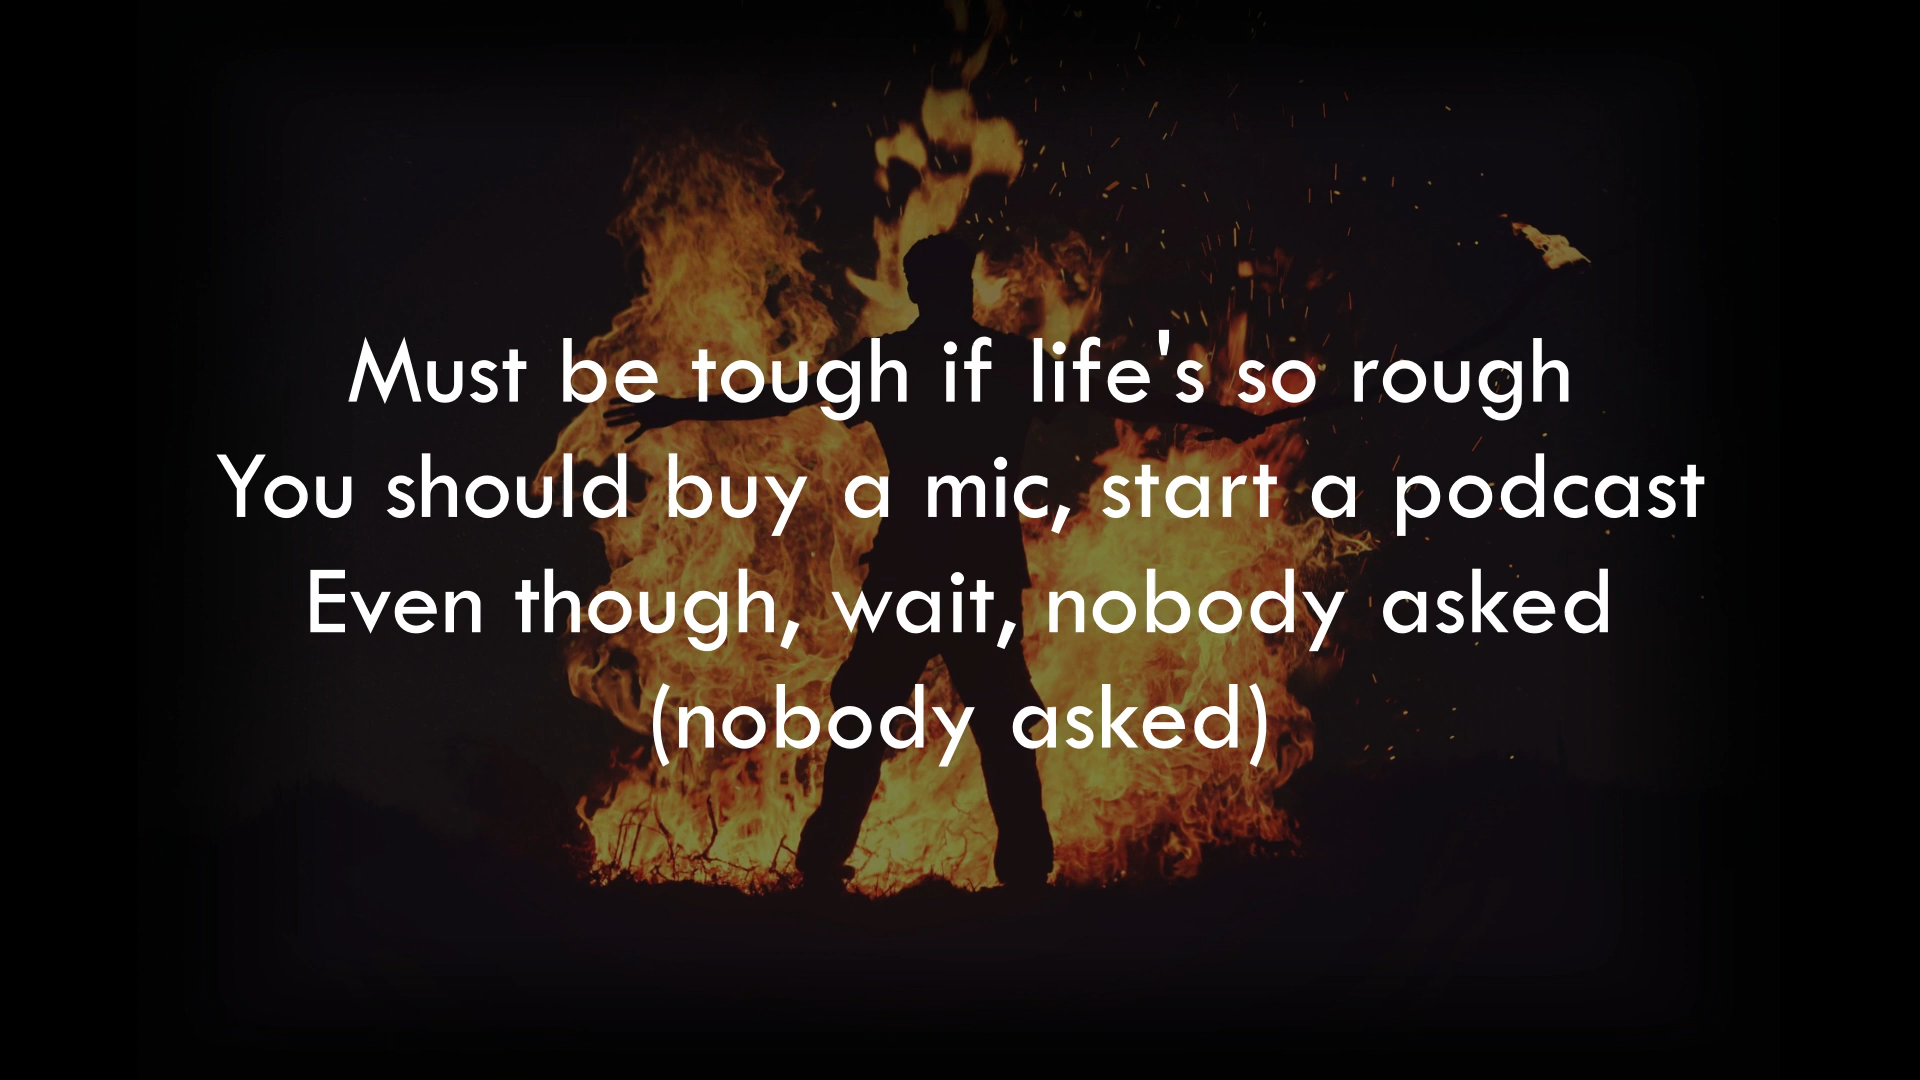 Must be tough if life's so rough
You should buy a mic, start a podcast
Even though, wait, nobody asked
(nobody asked)